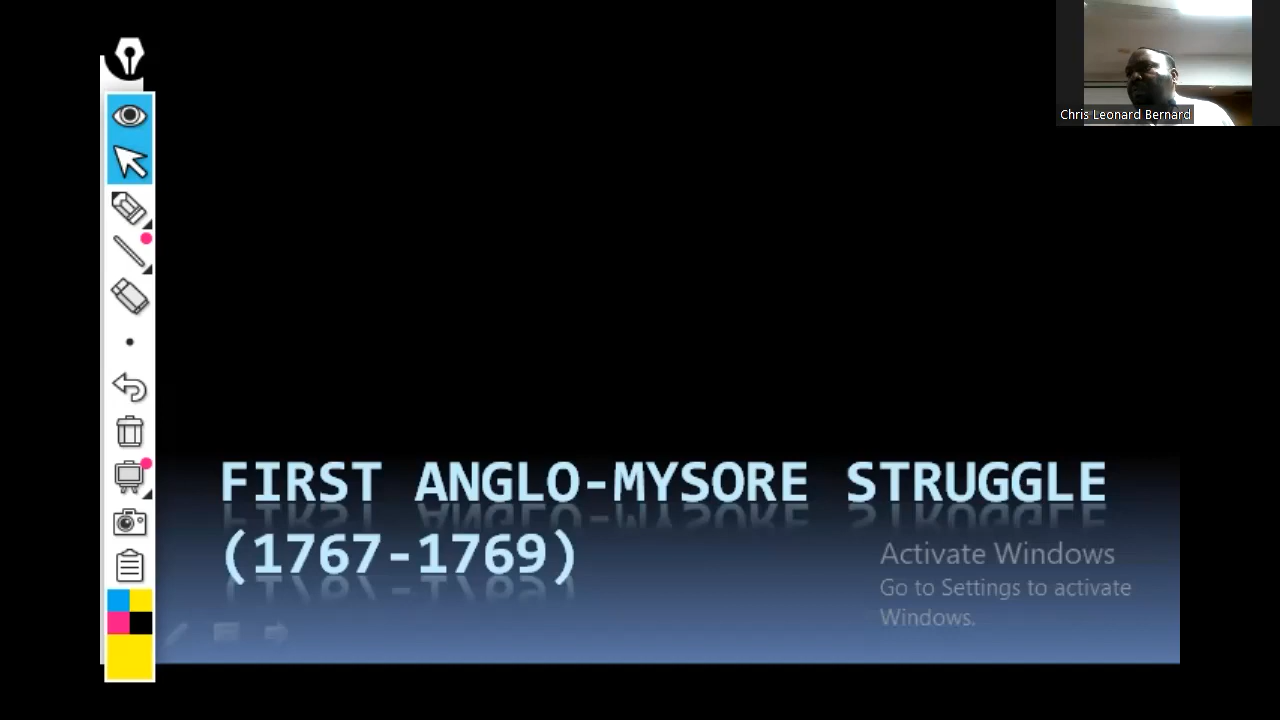 Chris Leonard Bernard
FIRST ANGLO-MYSORE STRUGGLE
(1767-1769)
Activate Windows
Go to Settings to activate
Windows.